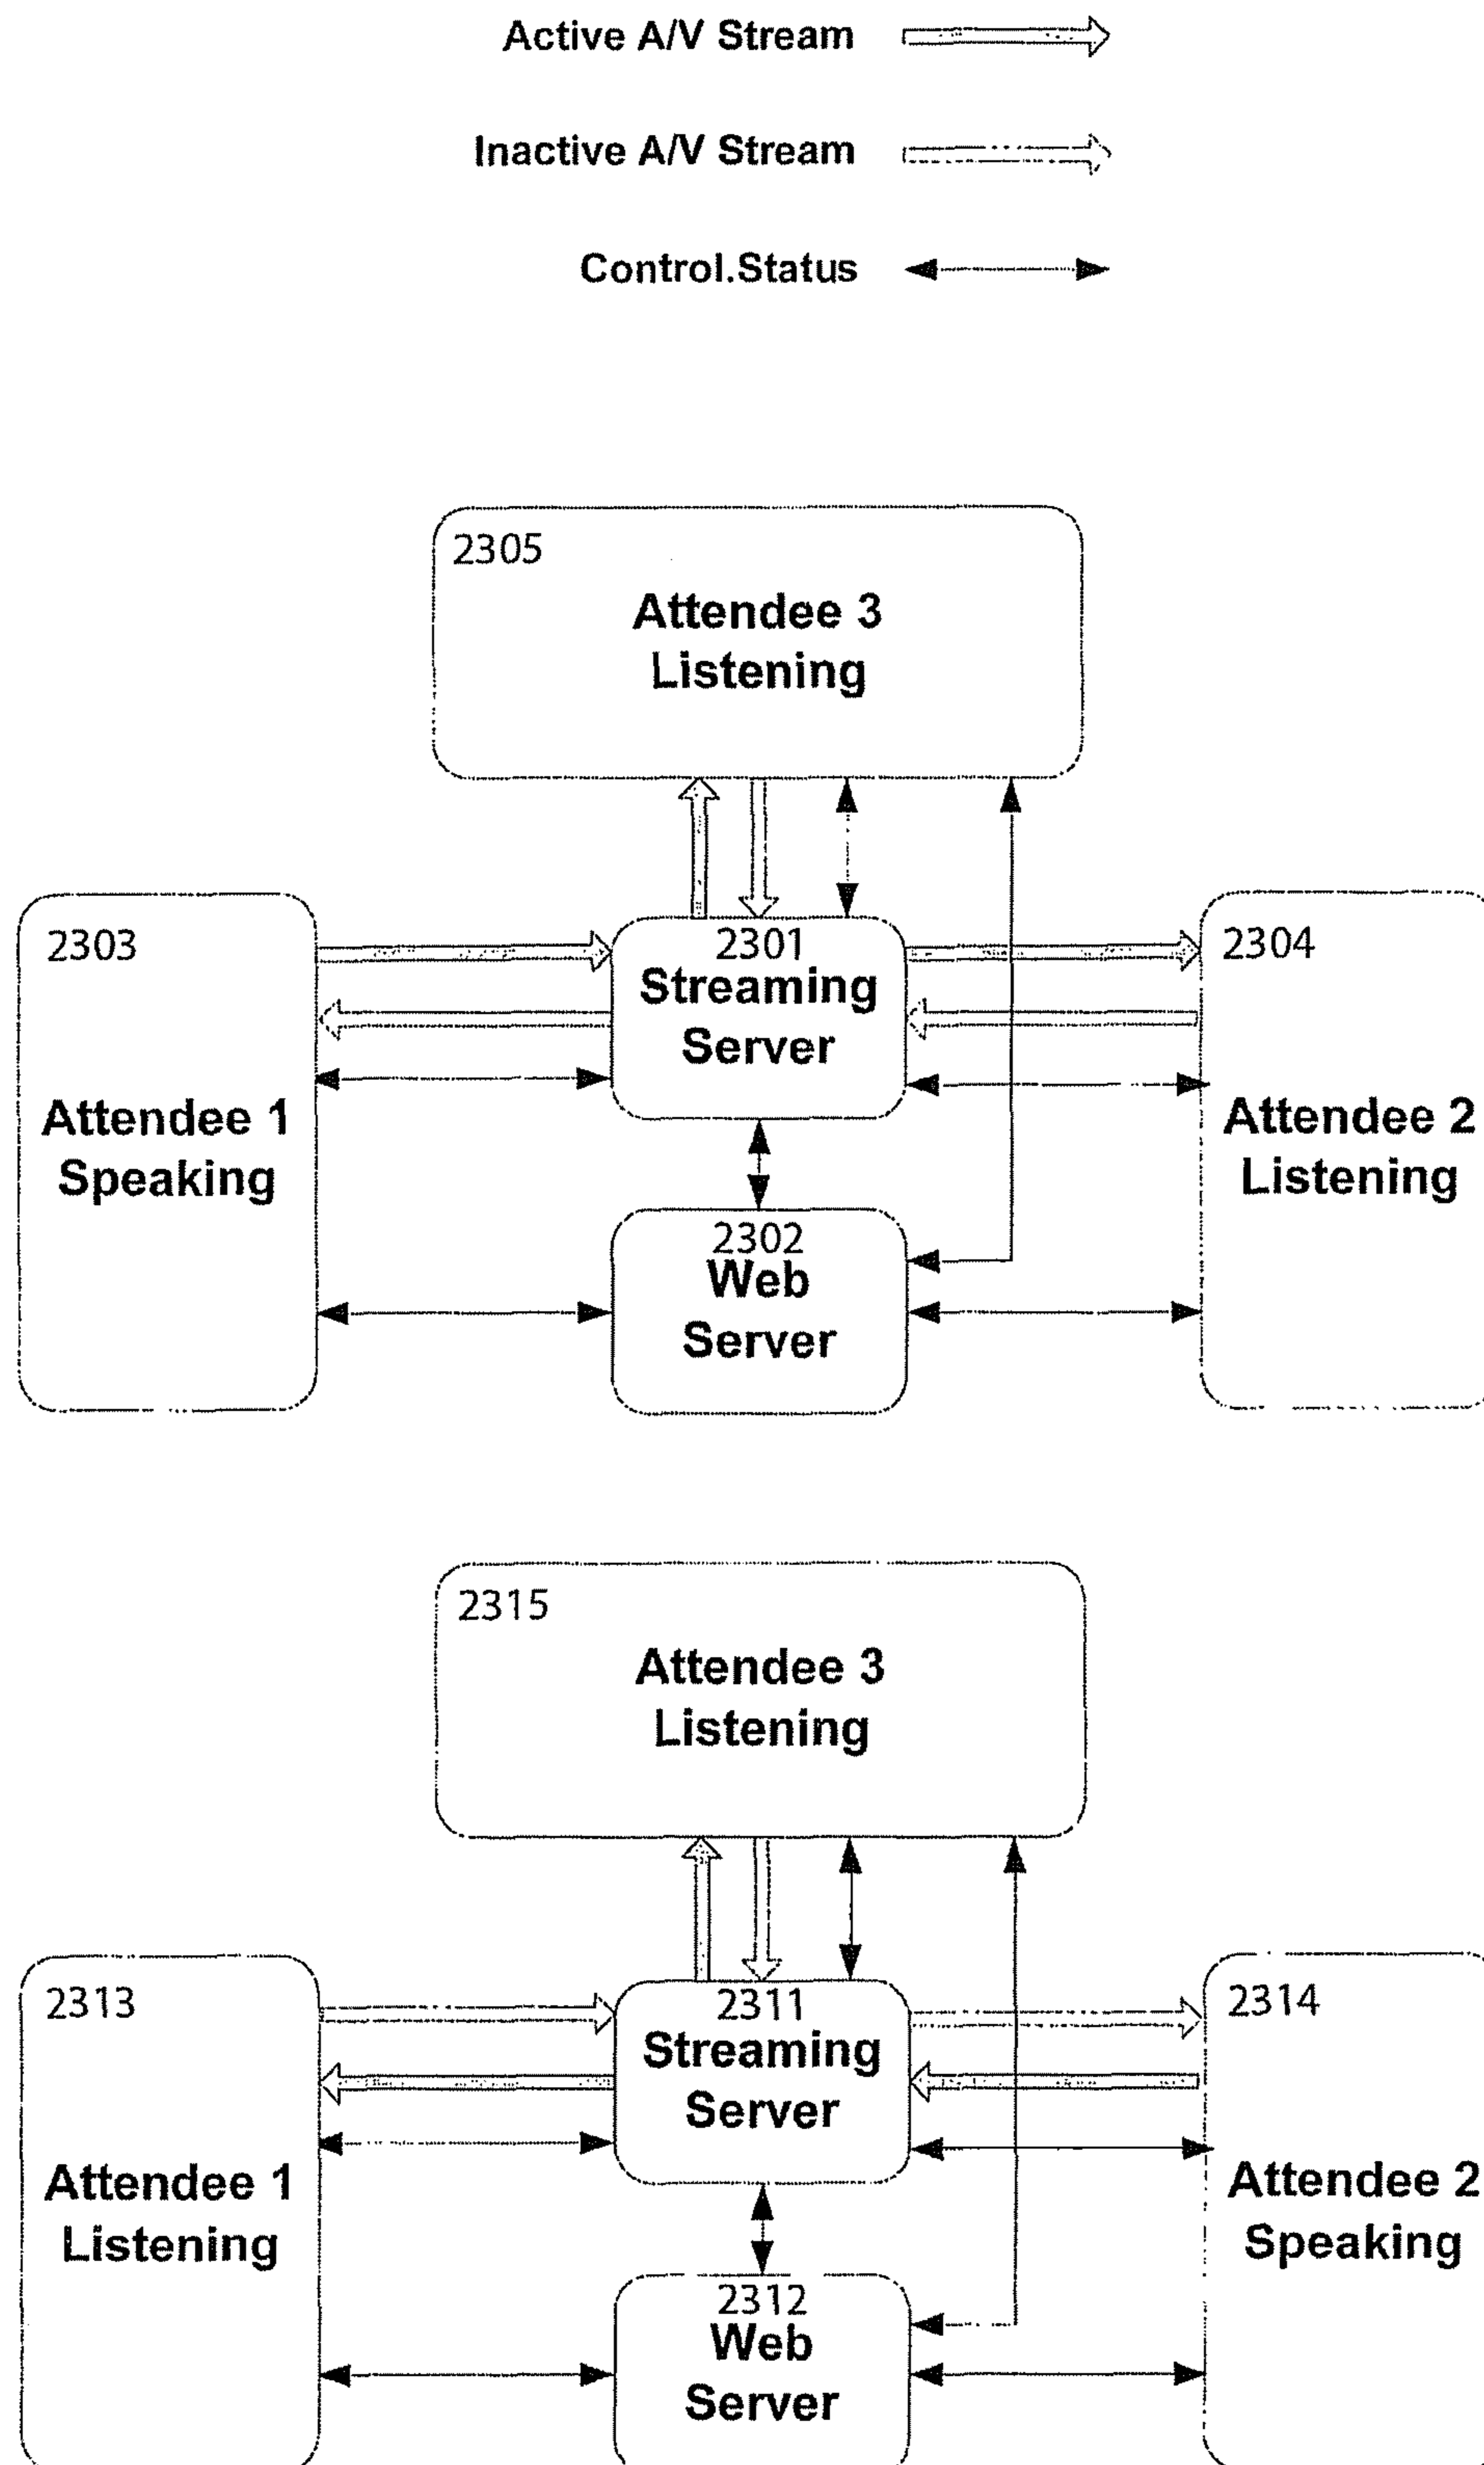 Active A/V Stream
Inactive A/V Stream
Control.Status
2305
Attendee 3
Listening
2303
Attendee 1
Speaking
2301
Streaming
Server
2304
Attendee 2
Listening
2302
Web
Server
2315
Attendee 3
Listening
2313
Attendee 1
Listening
2311
Streaming
Server
2314
Attendee 2
Speaking
2312
Web
Server